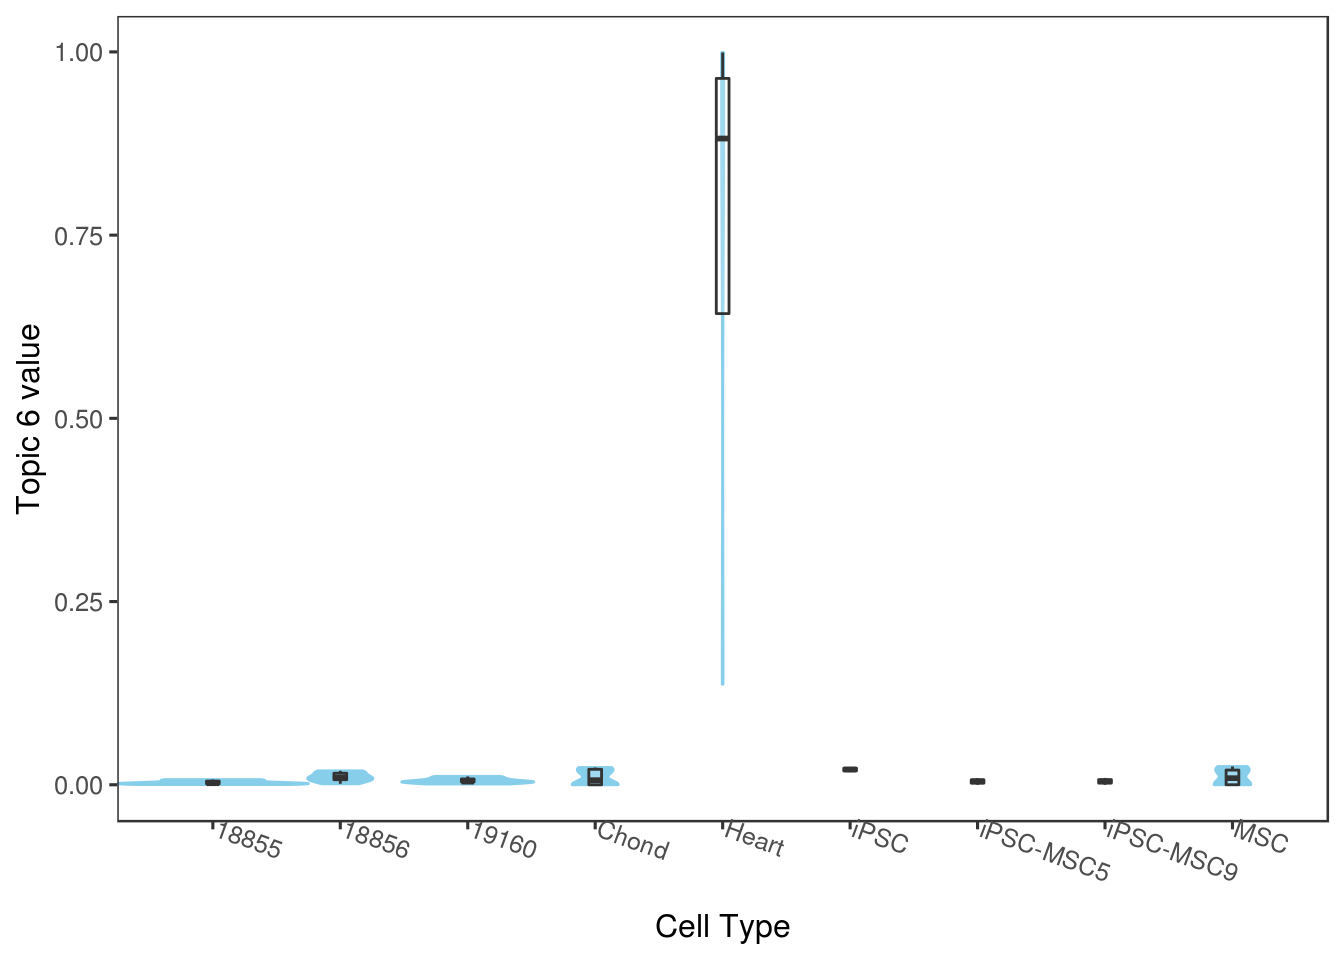 1.00
0.75
0.50
0.25
0.00
Topic 6 value
18855
18856
19160
Chond
Heart
iPSC
iPSC-MSC5
iPSC-MSC9
MSC
Cell Type